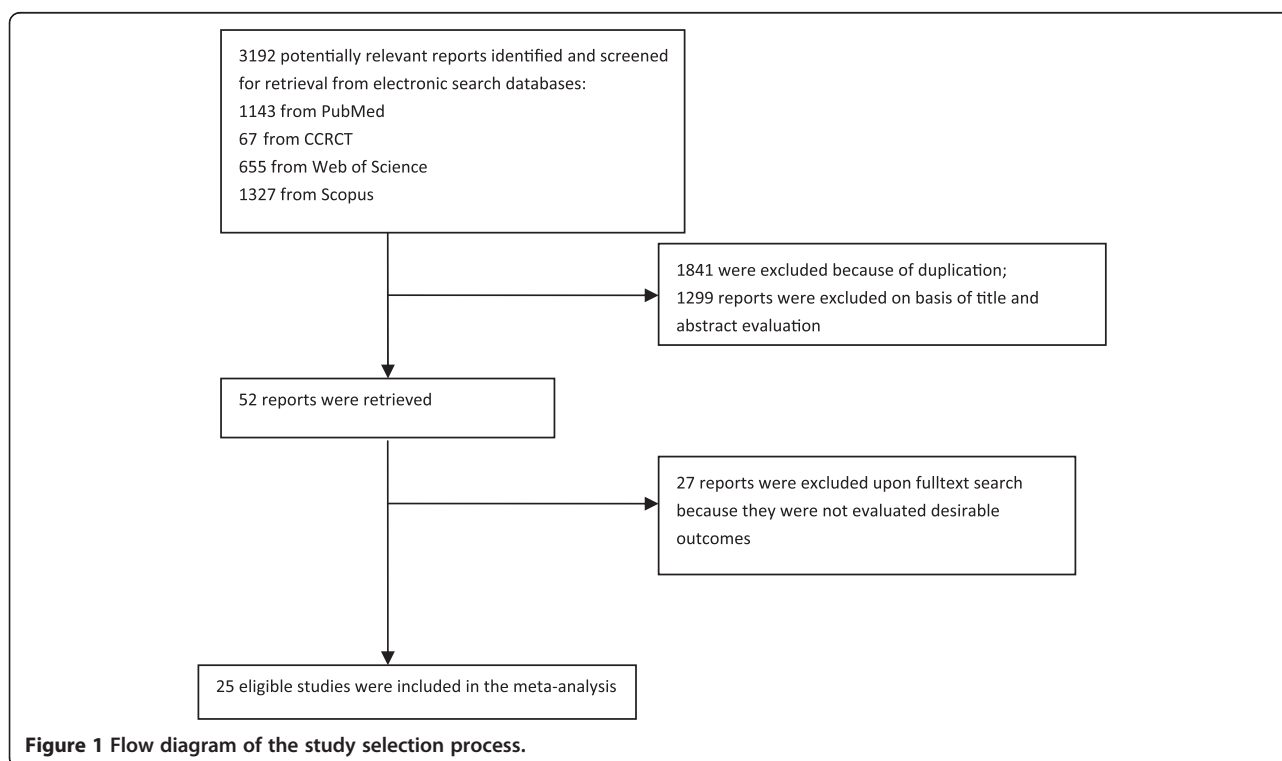 3192 potentially relevant reports identified and screened
for retrieval from electronic search databases:
1143 from PubMed
67 from CCRCT
655 from Web of Science
1327 from Scopus
1841 were excluded because of duplication;
1299 reports were excluded on basis of title and
abstract evaluation
52 reports were retrieved
27 reports were excluded upon fulltext search
because they were not evaluated desirable
outcomes
25 eligible studies were included in the meta-analysis
Figure 1 Flow diagram of the study selection process.